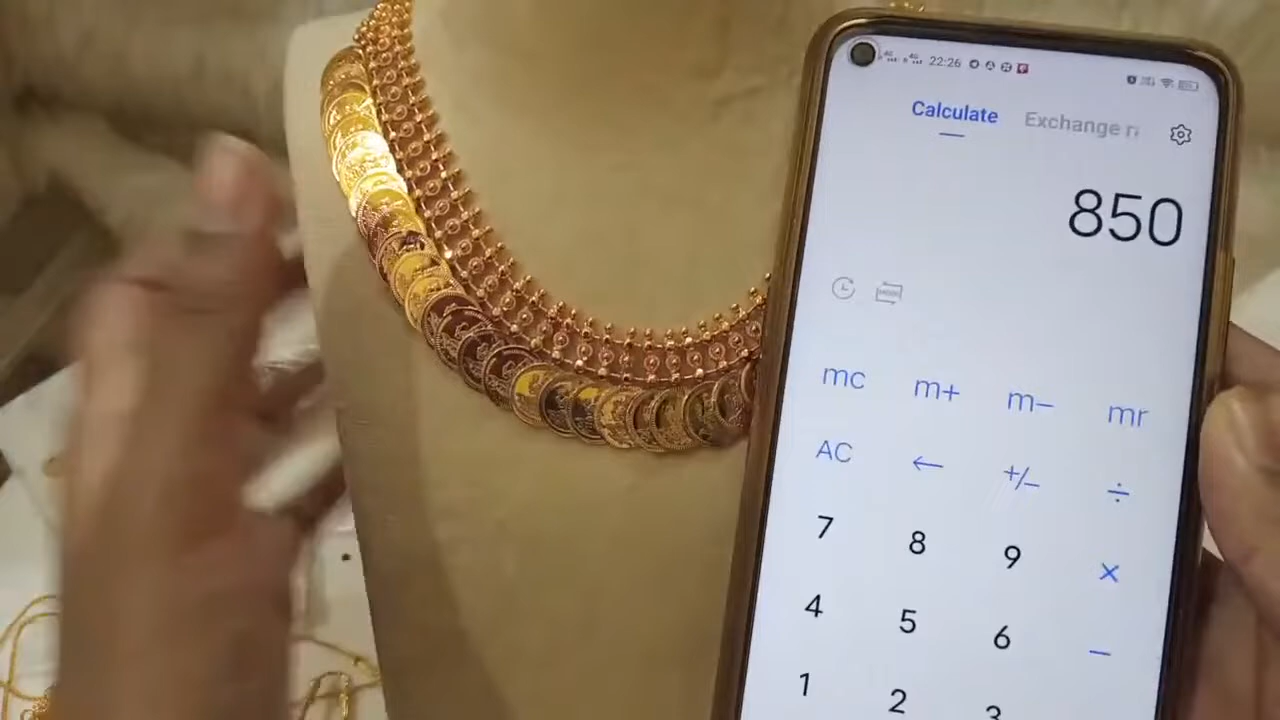 22:26
Calculate Exchange r
850
mc m+ m− mr
AC ← +/− ÷
7 8 9 ×
4 5 6 −
1 2 3